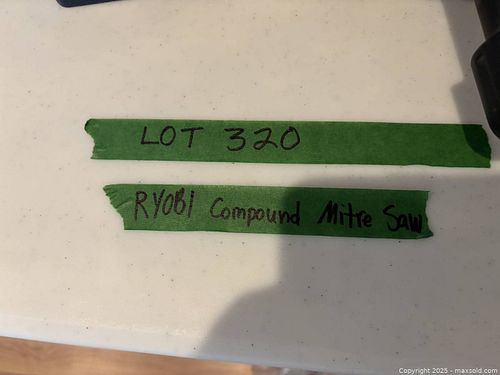 LOT 320
RYOBI Compound Mitre Saw
Copyright 2025 - maxsold.com